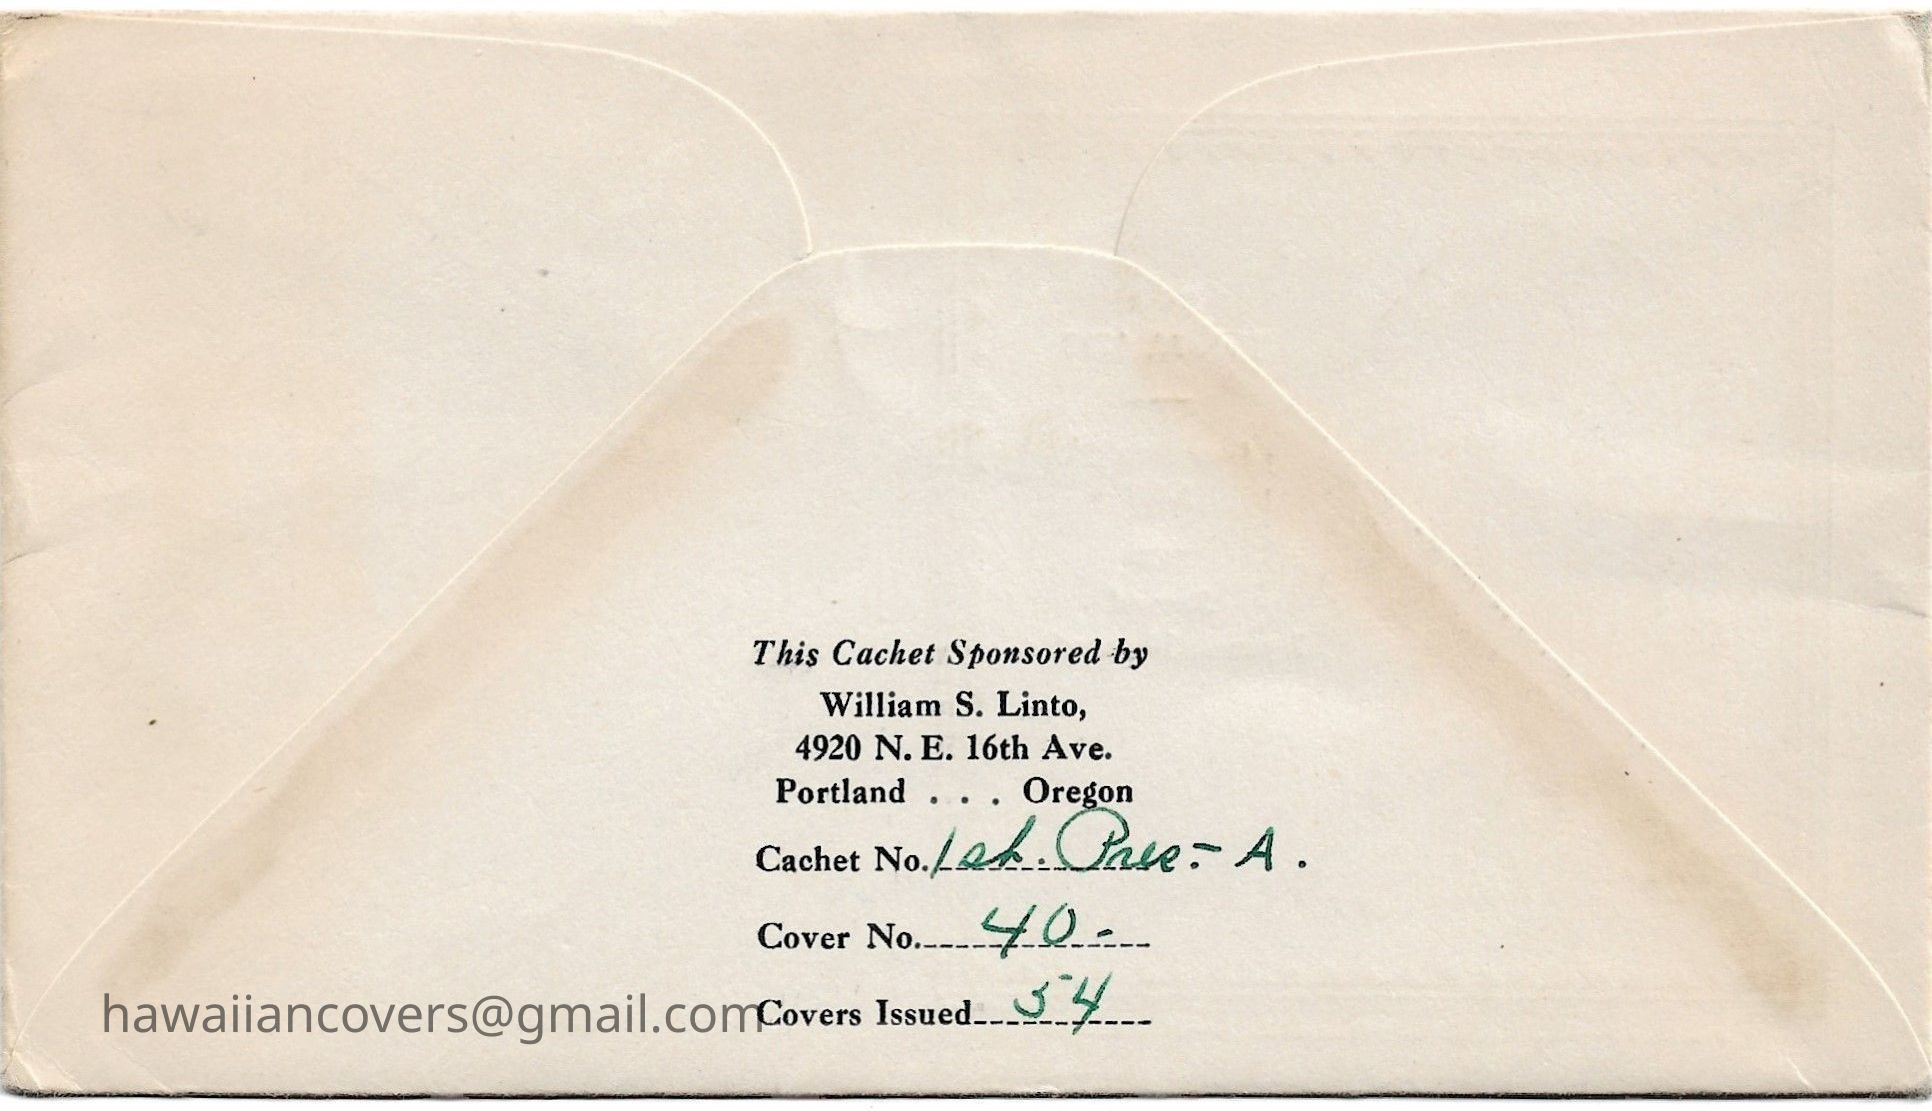 This Cachet Sponsored by
William S. Linto,
4920 N. E. 16th Ave.
Portland . . . Oregon
Cachet No. 1st. Prec. - A .
Cover No. 40 -
Covers Issued 54
hawaiiancovers@gmail.com